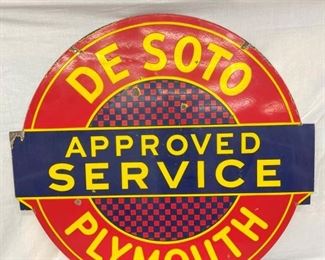 DE SOTO
APPROVED
SERVICE
PLYMOUTH